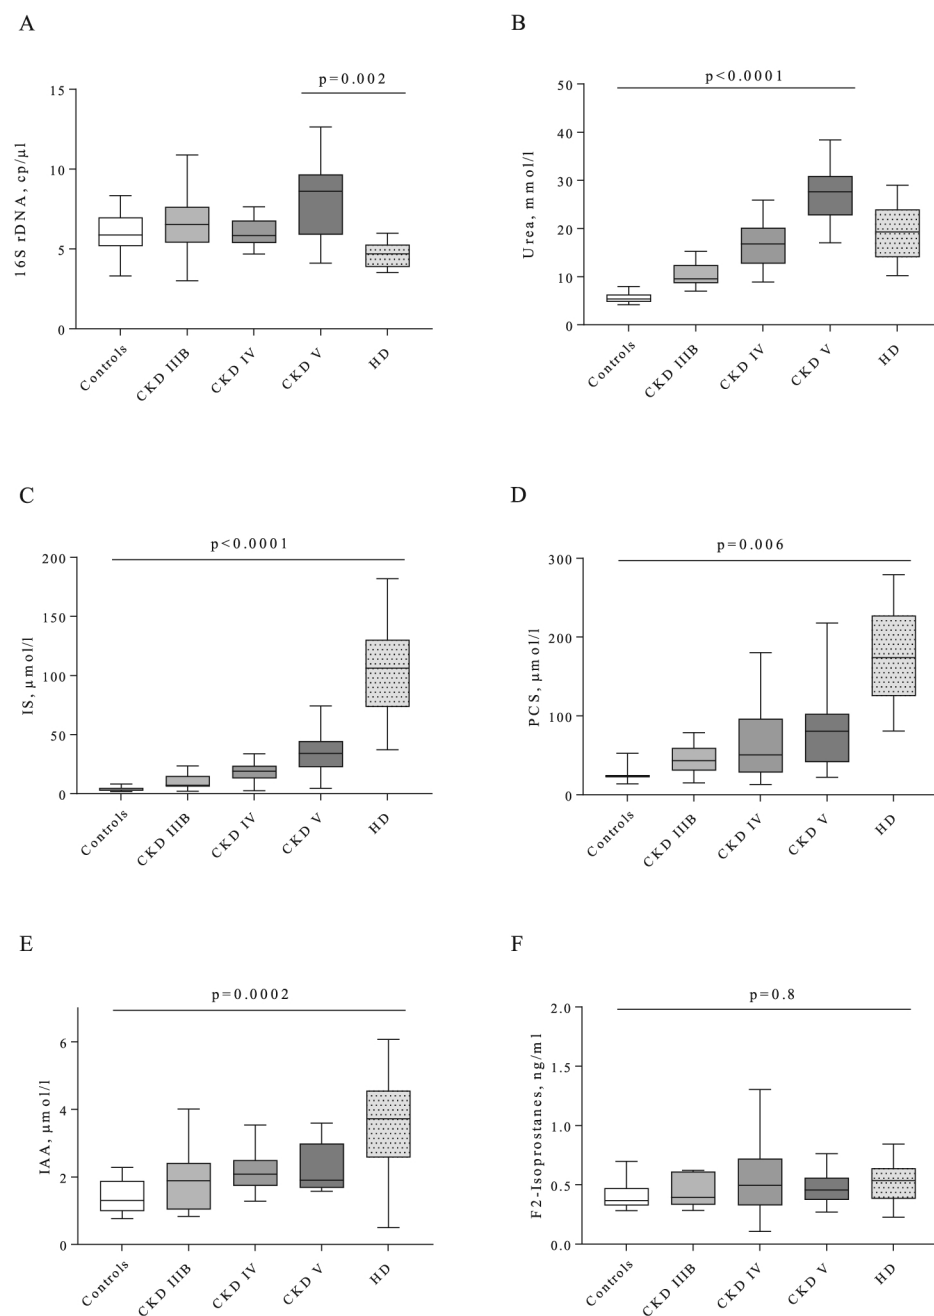 A
p=0.002
16S rDNA, cp/µl
15
10
5
0
Controls
CKD IIIB
CKD IV
CKD V
HD
B
p<0.0001
Urea, mmol/l
50
40
30
20
10
0
Controls
CKD IIIB
CKD IV
CKD V
HD
C
p<0.0001
IS, µmol/l
200
150
100
50
0
Controls
CKD IIIB
CKD IV
CKD V
HD
D
p=0.006
PCS, µmol/l
300
200
100
0
Controls
CKD IIIB
CKD IV
CKD V
HD
E
p=0.0002
IAA, µmol/l
6
4
2
0
Controls
CKD IIIB
CKD IV
CKD V
HD
F
p=0.8
F2-Isoprostanes, ng/ml
2.0
1.5
1.0
0.5
0.0
Controls
CKD IIIB
CKD IV
CKD V
HD